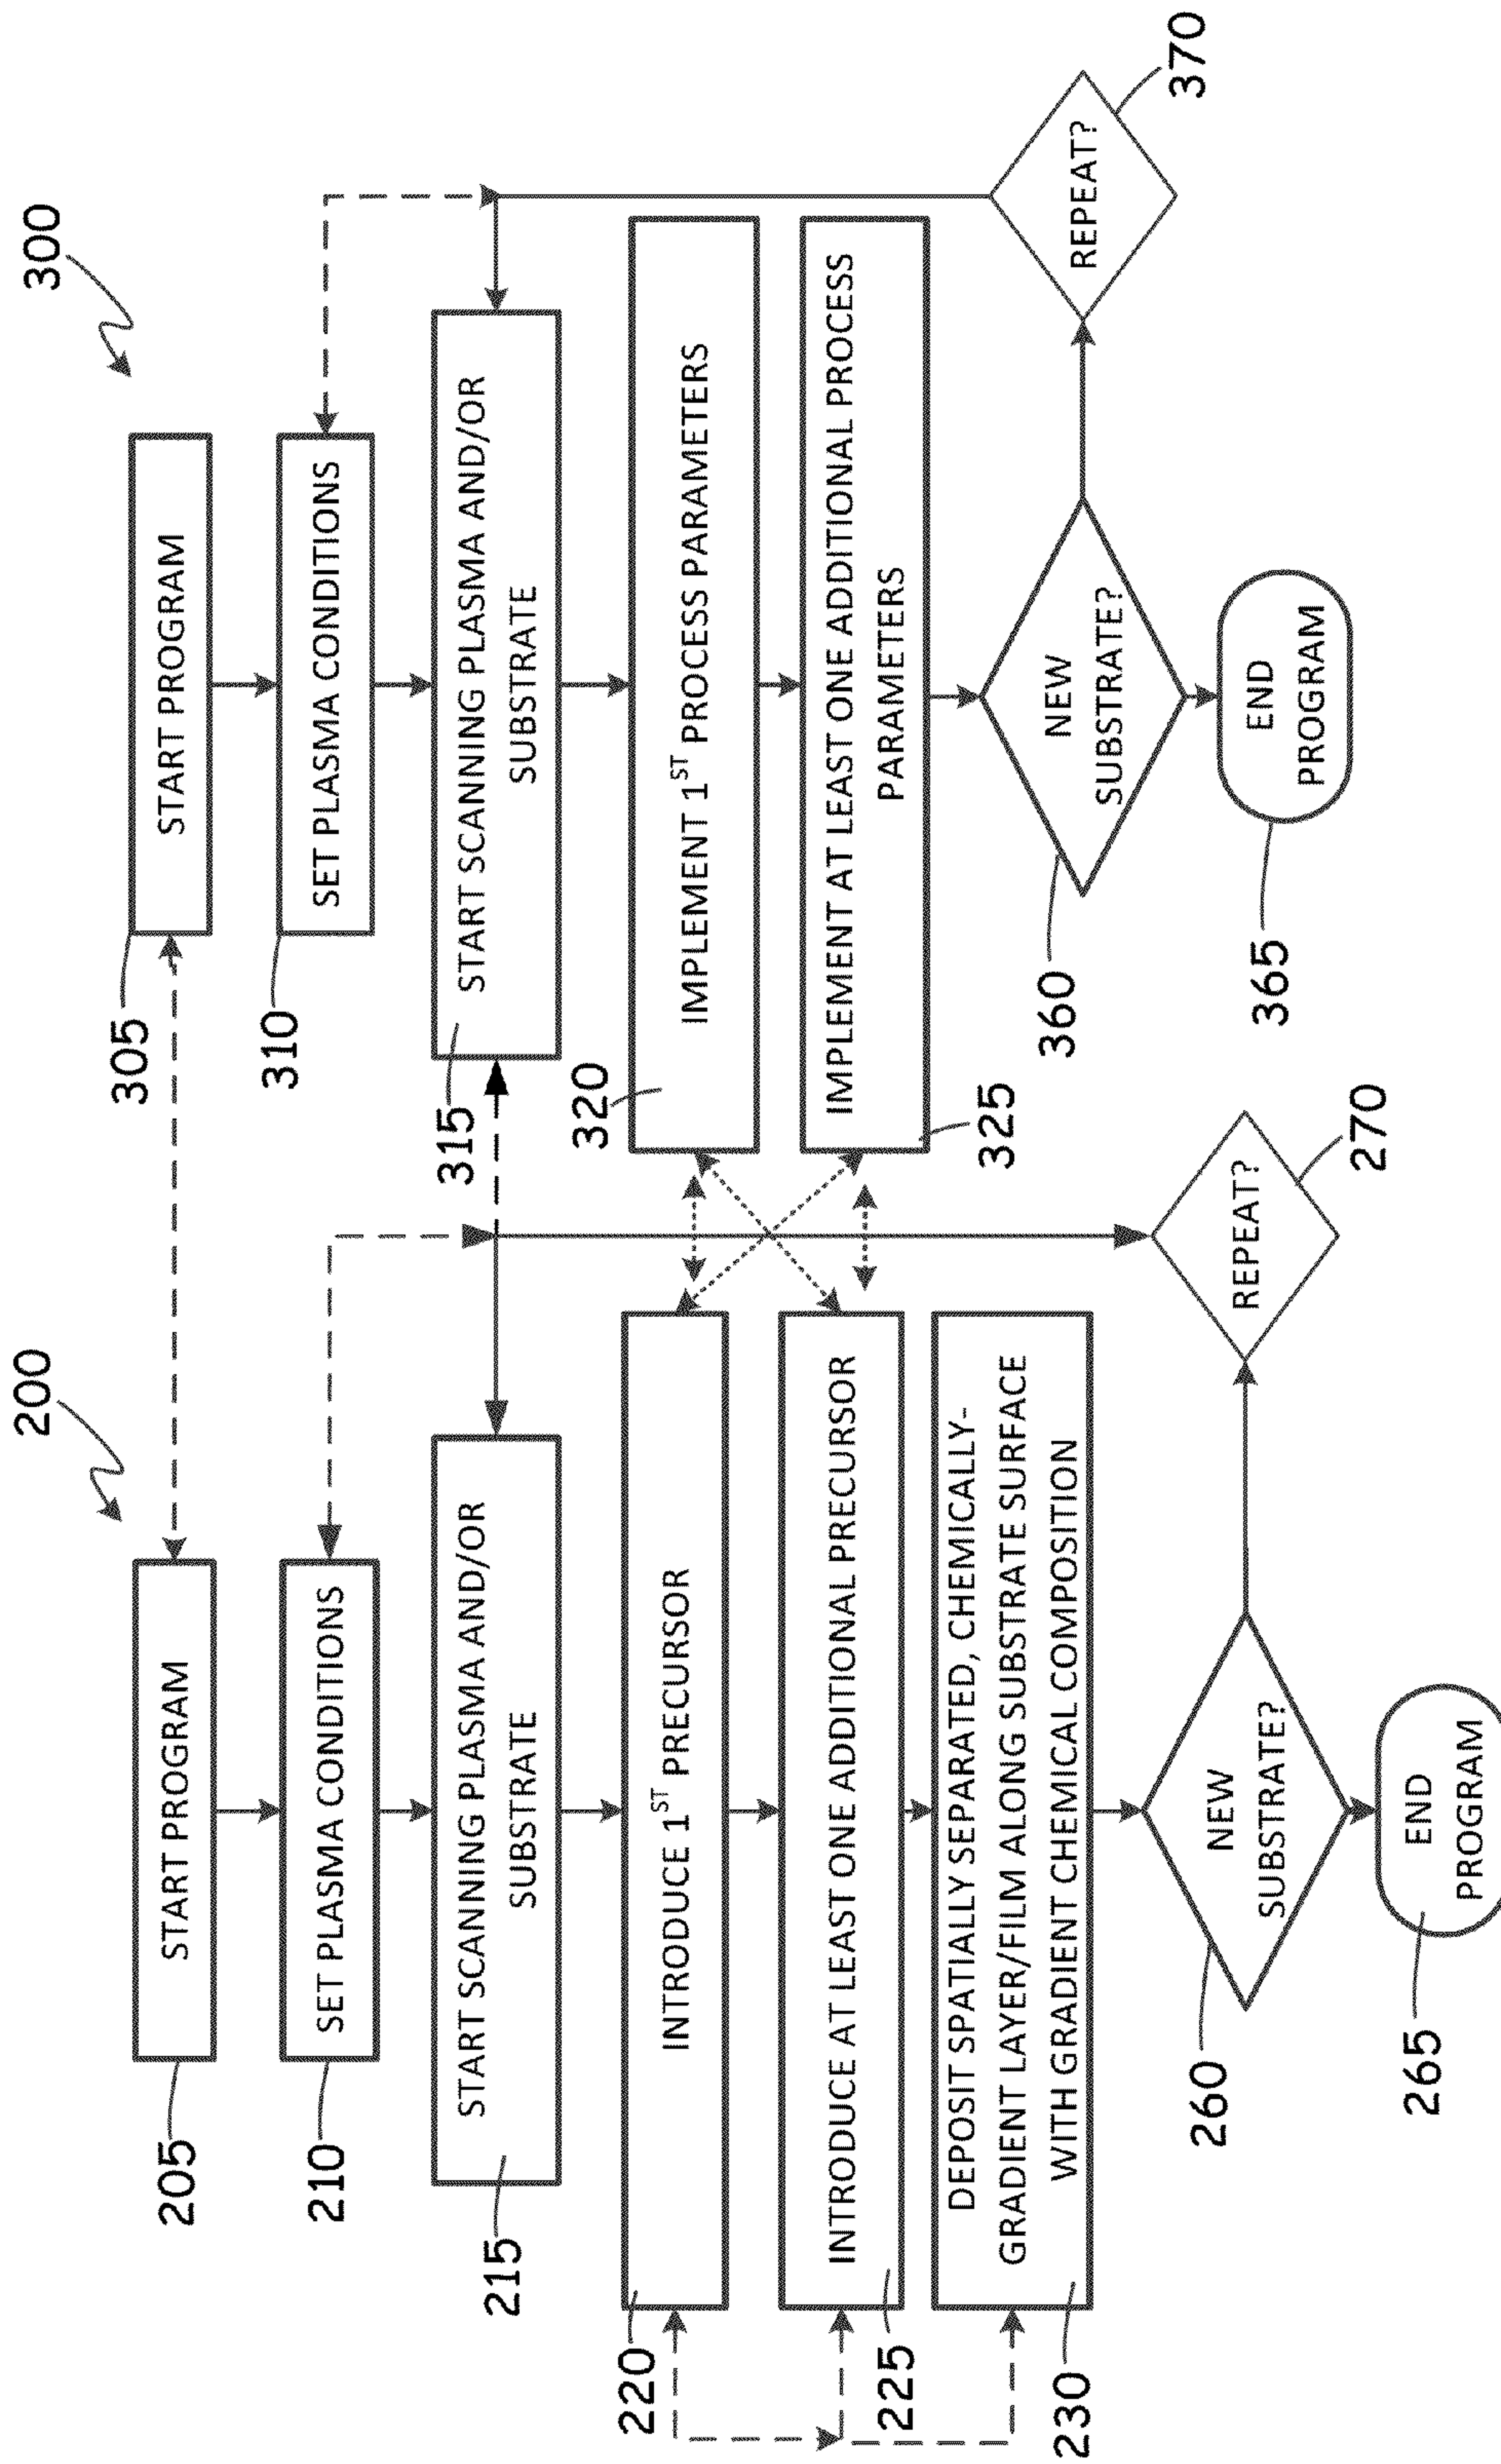 200
205
START PROGRAM
210
SET PLASMA CONDITIONS
215
START SCANNING PLASMA AND/OR
SUBSTRATE
220
INTRODUCE 1ST PRECURSOR
225
INTRODUCE AT LEAST ONE ADDITIONAL PRECURSOR
230
DEPOSIT SPATIALLY SEPARATED, CHEMICALLY-
GRADIENT LAYER/FILM ALONG SUBSTRATE SURFACE
WITH GRADIENT CHEMICAL COMPOSITION
260
NEW
SUBSTRATE?
REPEAT?
270
265
END
PROGRAM
300
305
START PROGRAM
310
SET PLASMA CONDITIONS
315
START SCANNING PLASMA AND/OR
SUBSTRATE
320
IMPLEMENT 1ST PROCESS PARAMETERS
325
IMPLEMENT AT LEAST ONE ADDITIONAL PROCESS
PARAMETERS
360
NEW
SUBSTRATE?
REPEAT?
370
365
END
PROGRAM